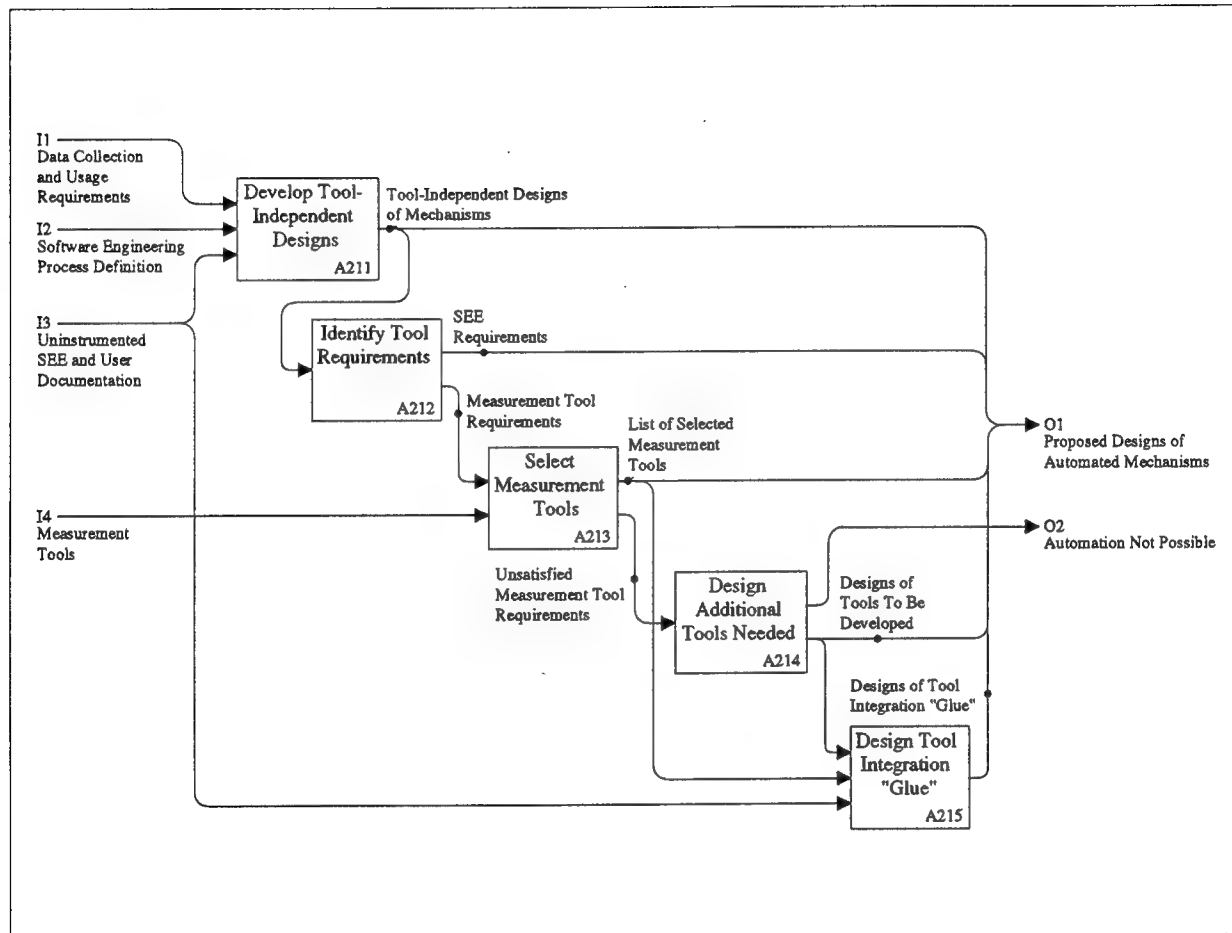 I1
Data Collection
and Usage
Requirements
I2
Software Engineering
Process Definition
I3
Uninstrumented
SEE and User
Documentation
I4
Measurement
Tools
Develop Tool-
Independent
Designs
A211
Tool-Independent Designs
of Mechanisms
Identify Tool
Requirements
A212
SEE
Requirements
Measurement Tool
Requirements
Select
Measurement
Tools
A213
List of Selected
Measurement
Tools
Unsatisfied
Measurement Tool
Requirements
Design
Additional
Tools Needed
A214
Designs of
Tools To Be
Developed
Designs of Tool
Integration "Glue"
Design Tool
Integration
"Glue"
A215
O1
Proposed Designs of
Automated Mechanisms
O2
Automation Not Possible